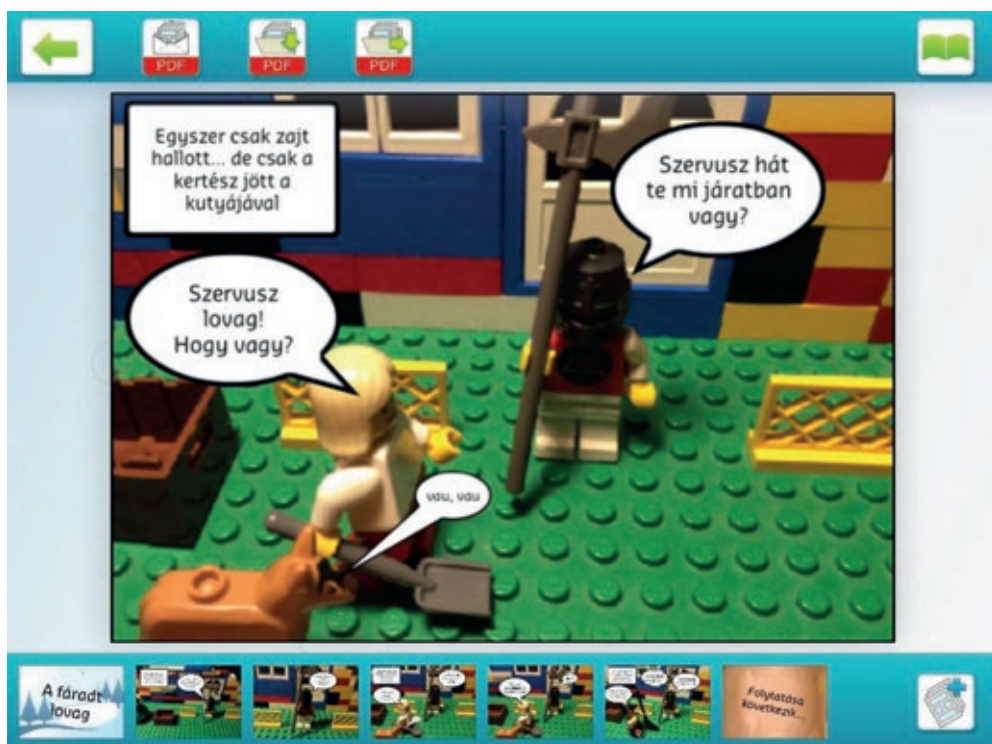 PDF
PDF
PDF
Egyszer csak zajt
hallott... de csak a
kertész jött a
kutyájával
Szervusz hát
te mi járatban
vagy?
Szervusz
lovag!
Hogy vagy?
vau, vau
A fáradt
lovag
Folytatása
következik...